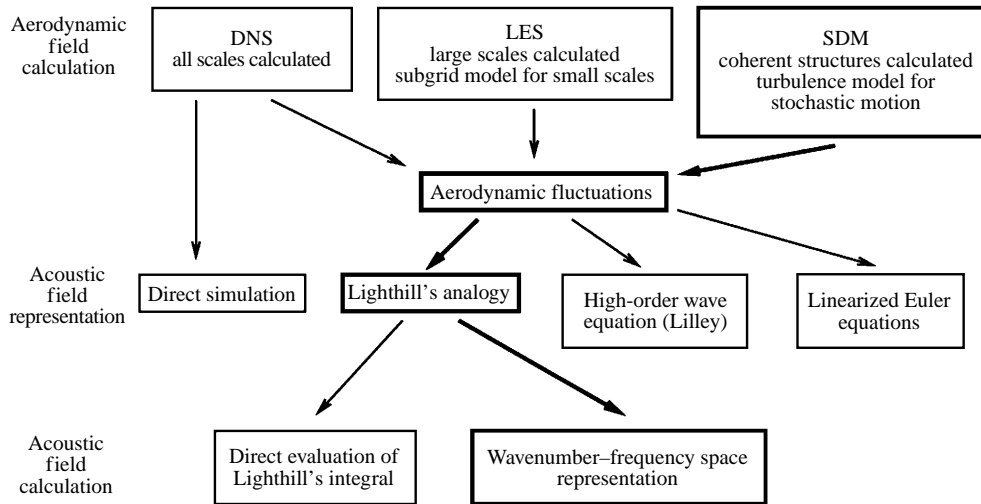 Aerodynamic
field
calculation
DNS
all scales calculated
LES
large scales calculated
subgrid model for small scales
SDM
coherent structures calculated
turbulence model for
stochastic motion
Aerodynamic fluctuations
Acoustic
field
representation
Direct simulation
Lighthill's analogy
High-order wave
equation (Lilley)
Linearized Euler
equations
Acoustic
field
calculation
Direct evaluation of
Lighthill's integral
Wavenumber–frequency space
representation